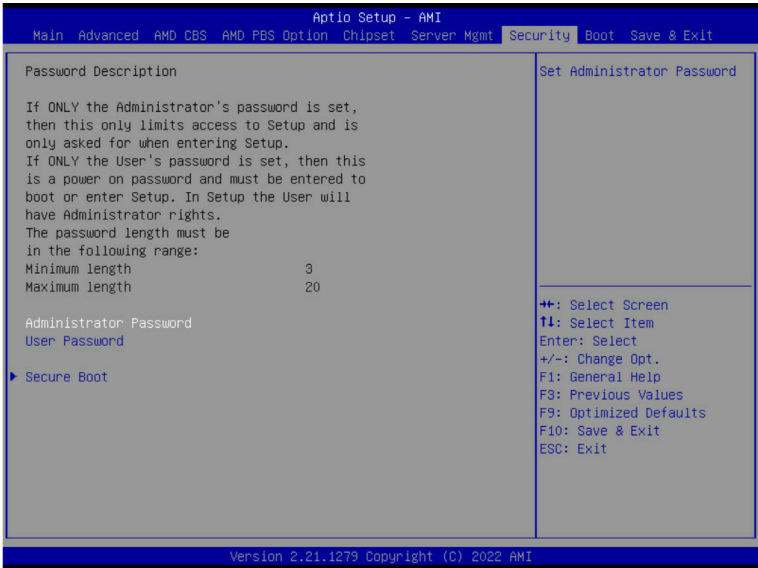 Aptio Setup – AMI
Main Advanced AMD CBS AMD PBS Option Chipset Server Mgmt Security Boot Save & Exit
Password Description
If ONLY the Administrator's password is set,
then this only limits access to Setup and is
only asked for when entering Setup.
If ONLY the User's password is set, then this
is a power on password and must be entered to
boot or enter Setup. In Setup the User will
have Administrator rights.
The password length must be
in the following range:
Minimum length 3
Maximum length 20
Administrator Password
User Password
Secure Boot
Set Administrator Password
→←: Select Screen
↑↓: Select Item
Enter: Select
+/-: Change Opt.
F1: General Help
F3: Previous Values
F9: Optimized Defaults
F10: Save & Exit
ESC: Exit
Version 2.21.1279 Copyright (C) 2022 AMI